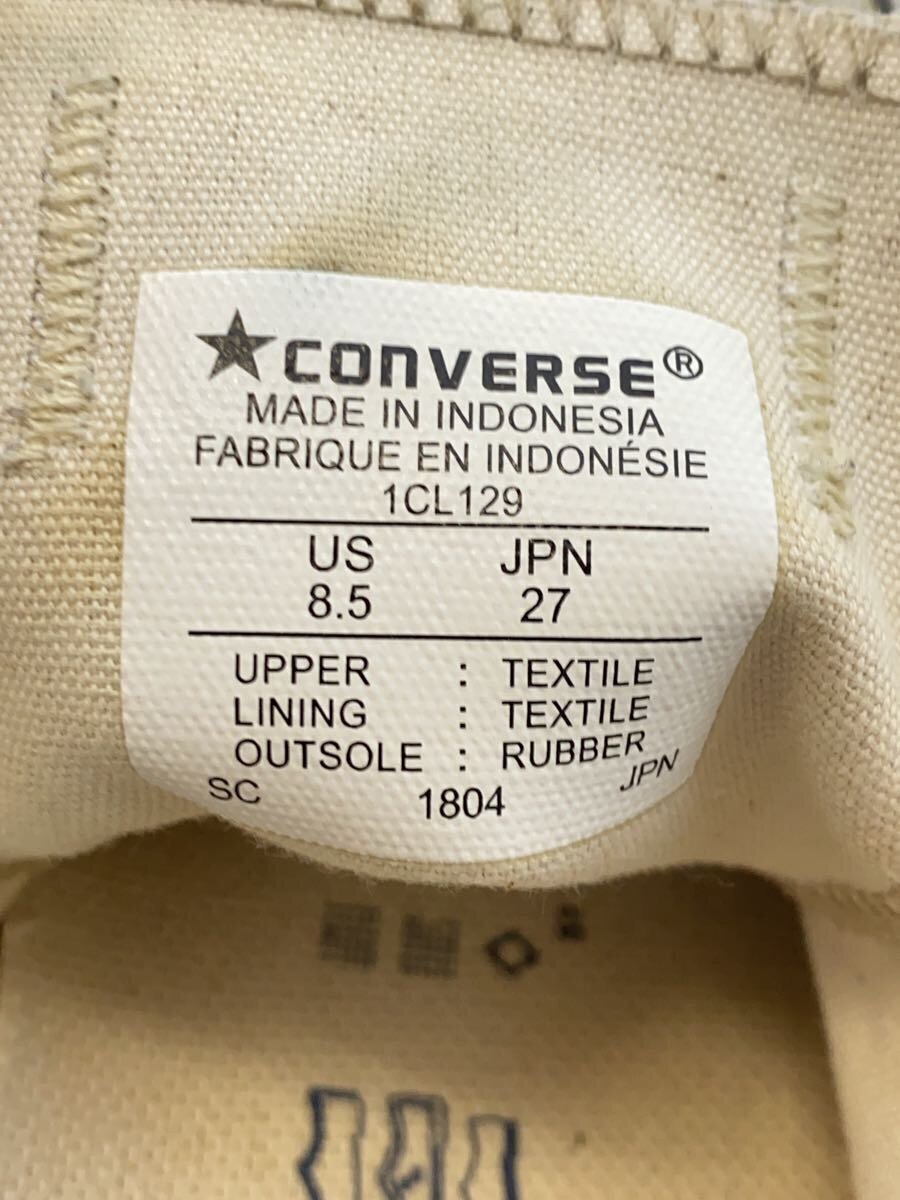 ★CONVERSE®
MADE IN INDONESIA
FABRIQUE EN INDONÉSIE
1CL129
US JPN
8.5 27
UPPER : TEXTILE
LINING : TEXTILE
OUTSOLE : RUBBER
SC 1804 JPN